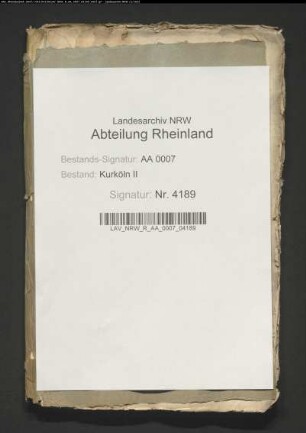 Landesarchiv NRW
Abteilung Rheinland
Bestands-Signatur: AA 0007
Bestand: Kurköln II
Signatur: Nr. 4189
LAV_NRW_R_AA_0007_04189